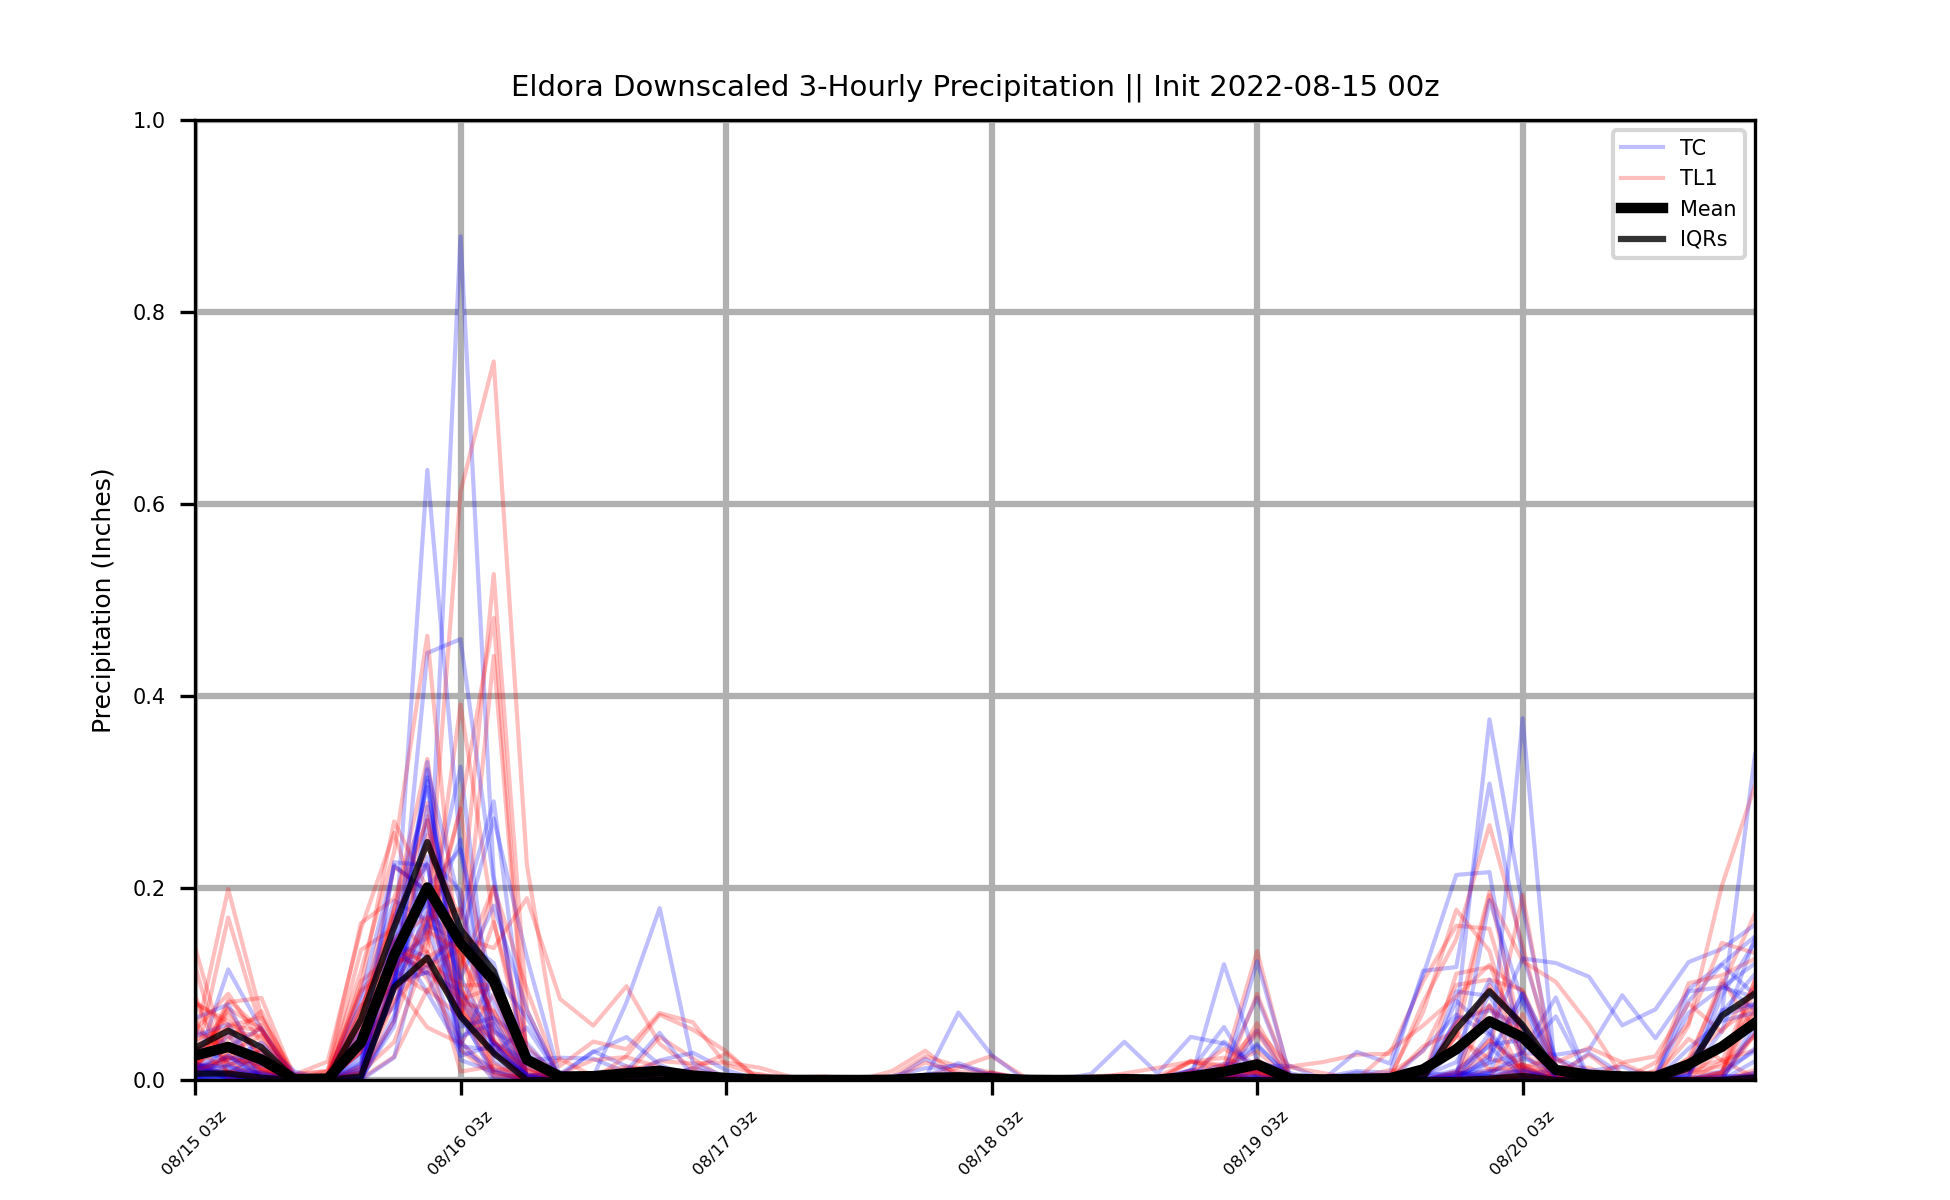 Eldora Downscaled 3-Hourly Precipitation || Init 2022-08-15 00z
1.0
0.8
0.6
0.4
0.2
0.0
Precipitation (Inches)
TC
TL1
Mean
IQRs
08/15 03z
08/16 03z
08/17 03z
08/18 03z
08/19 03z
08/20 03z